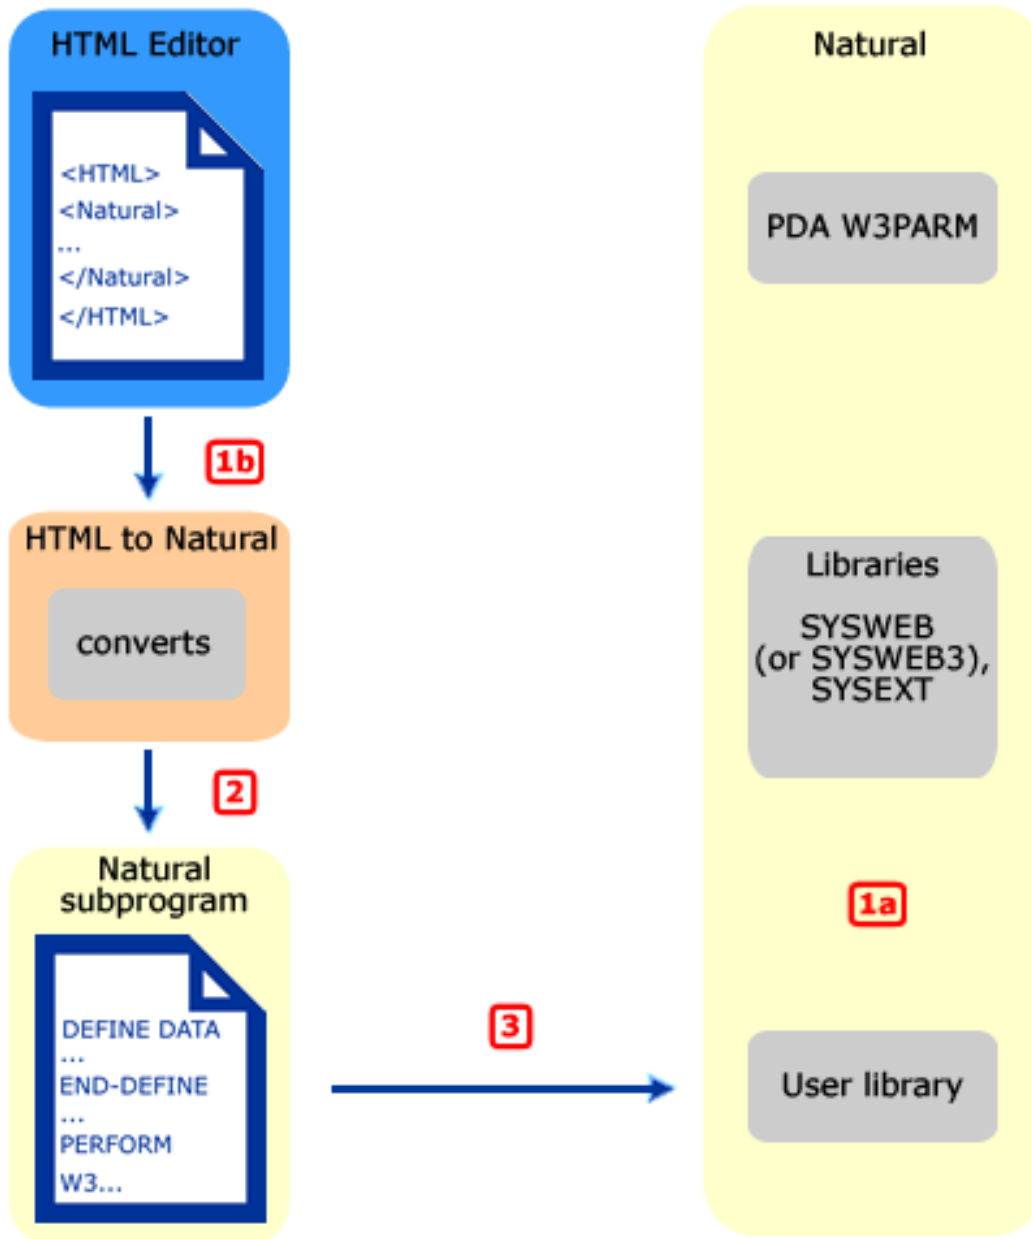 HTML Editor
<HTML>
<Natural>
...
</Natural>
</HTML>
1b
HTML to Natural
converts
2
Natural
subprogram
DEFINE DATA
...
END-DEFINE
...
PERFORM
W3...
3
Natural
PDA W3PARM
Libraries
SYSWEB
(or SYSWEB3),
SYSEXT
1a
User library